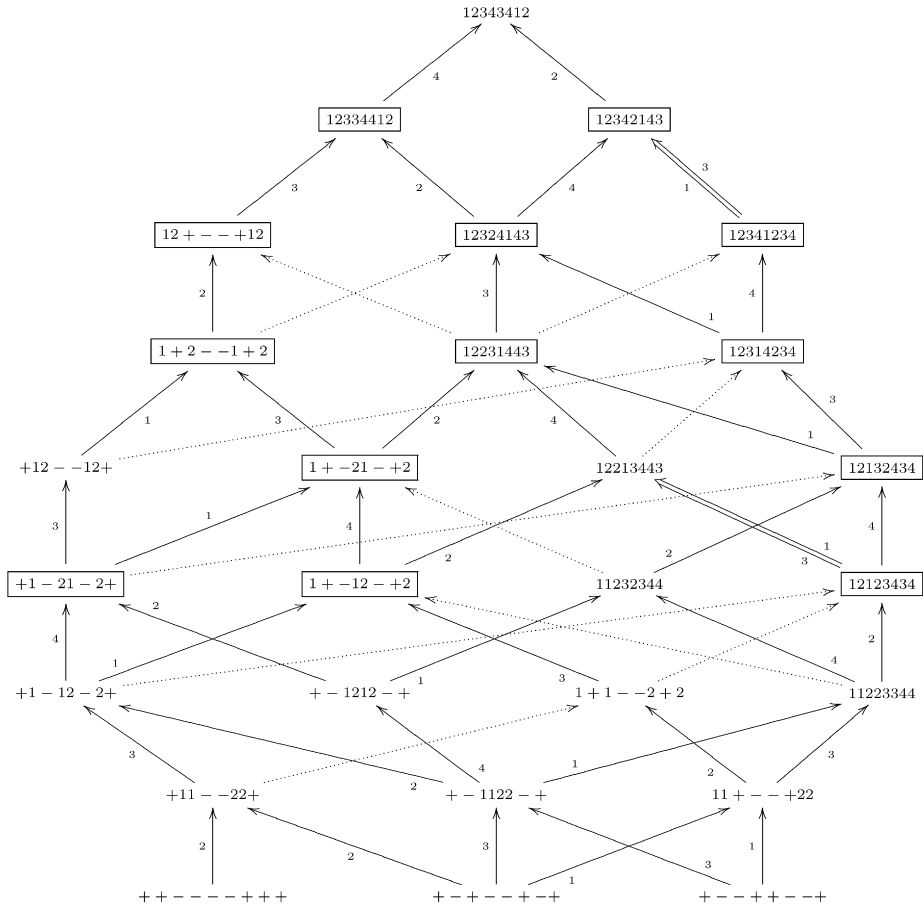 12343412
4 2
12334412 12342143
3 2 4 1 3
12 + − − +12 12324143 12341234
2 3 1 4
1 + 2 − −1 + 2 12231443 12314234
1 3 2 4 1 3
+12 − −12+ 1 + −21 − +2 12213443 12132434
3 1 4 2 2 3 1 4
+1 − 21 − 2+ 1 + −12 − +2 11232344 12123434
4 1 2 1 3 4 2
+1 − 12 − 2+ + − 1212 − + 1 + 1 − −2 + 2 11223344
3 2 4 1 2 3
+11 − −22+ + − 1122 − + 11 + − − +22
2 2 3 1 3 1
+ + − − − − + + + + − + − − + − + + − − + + − − +